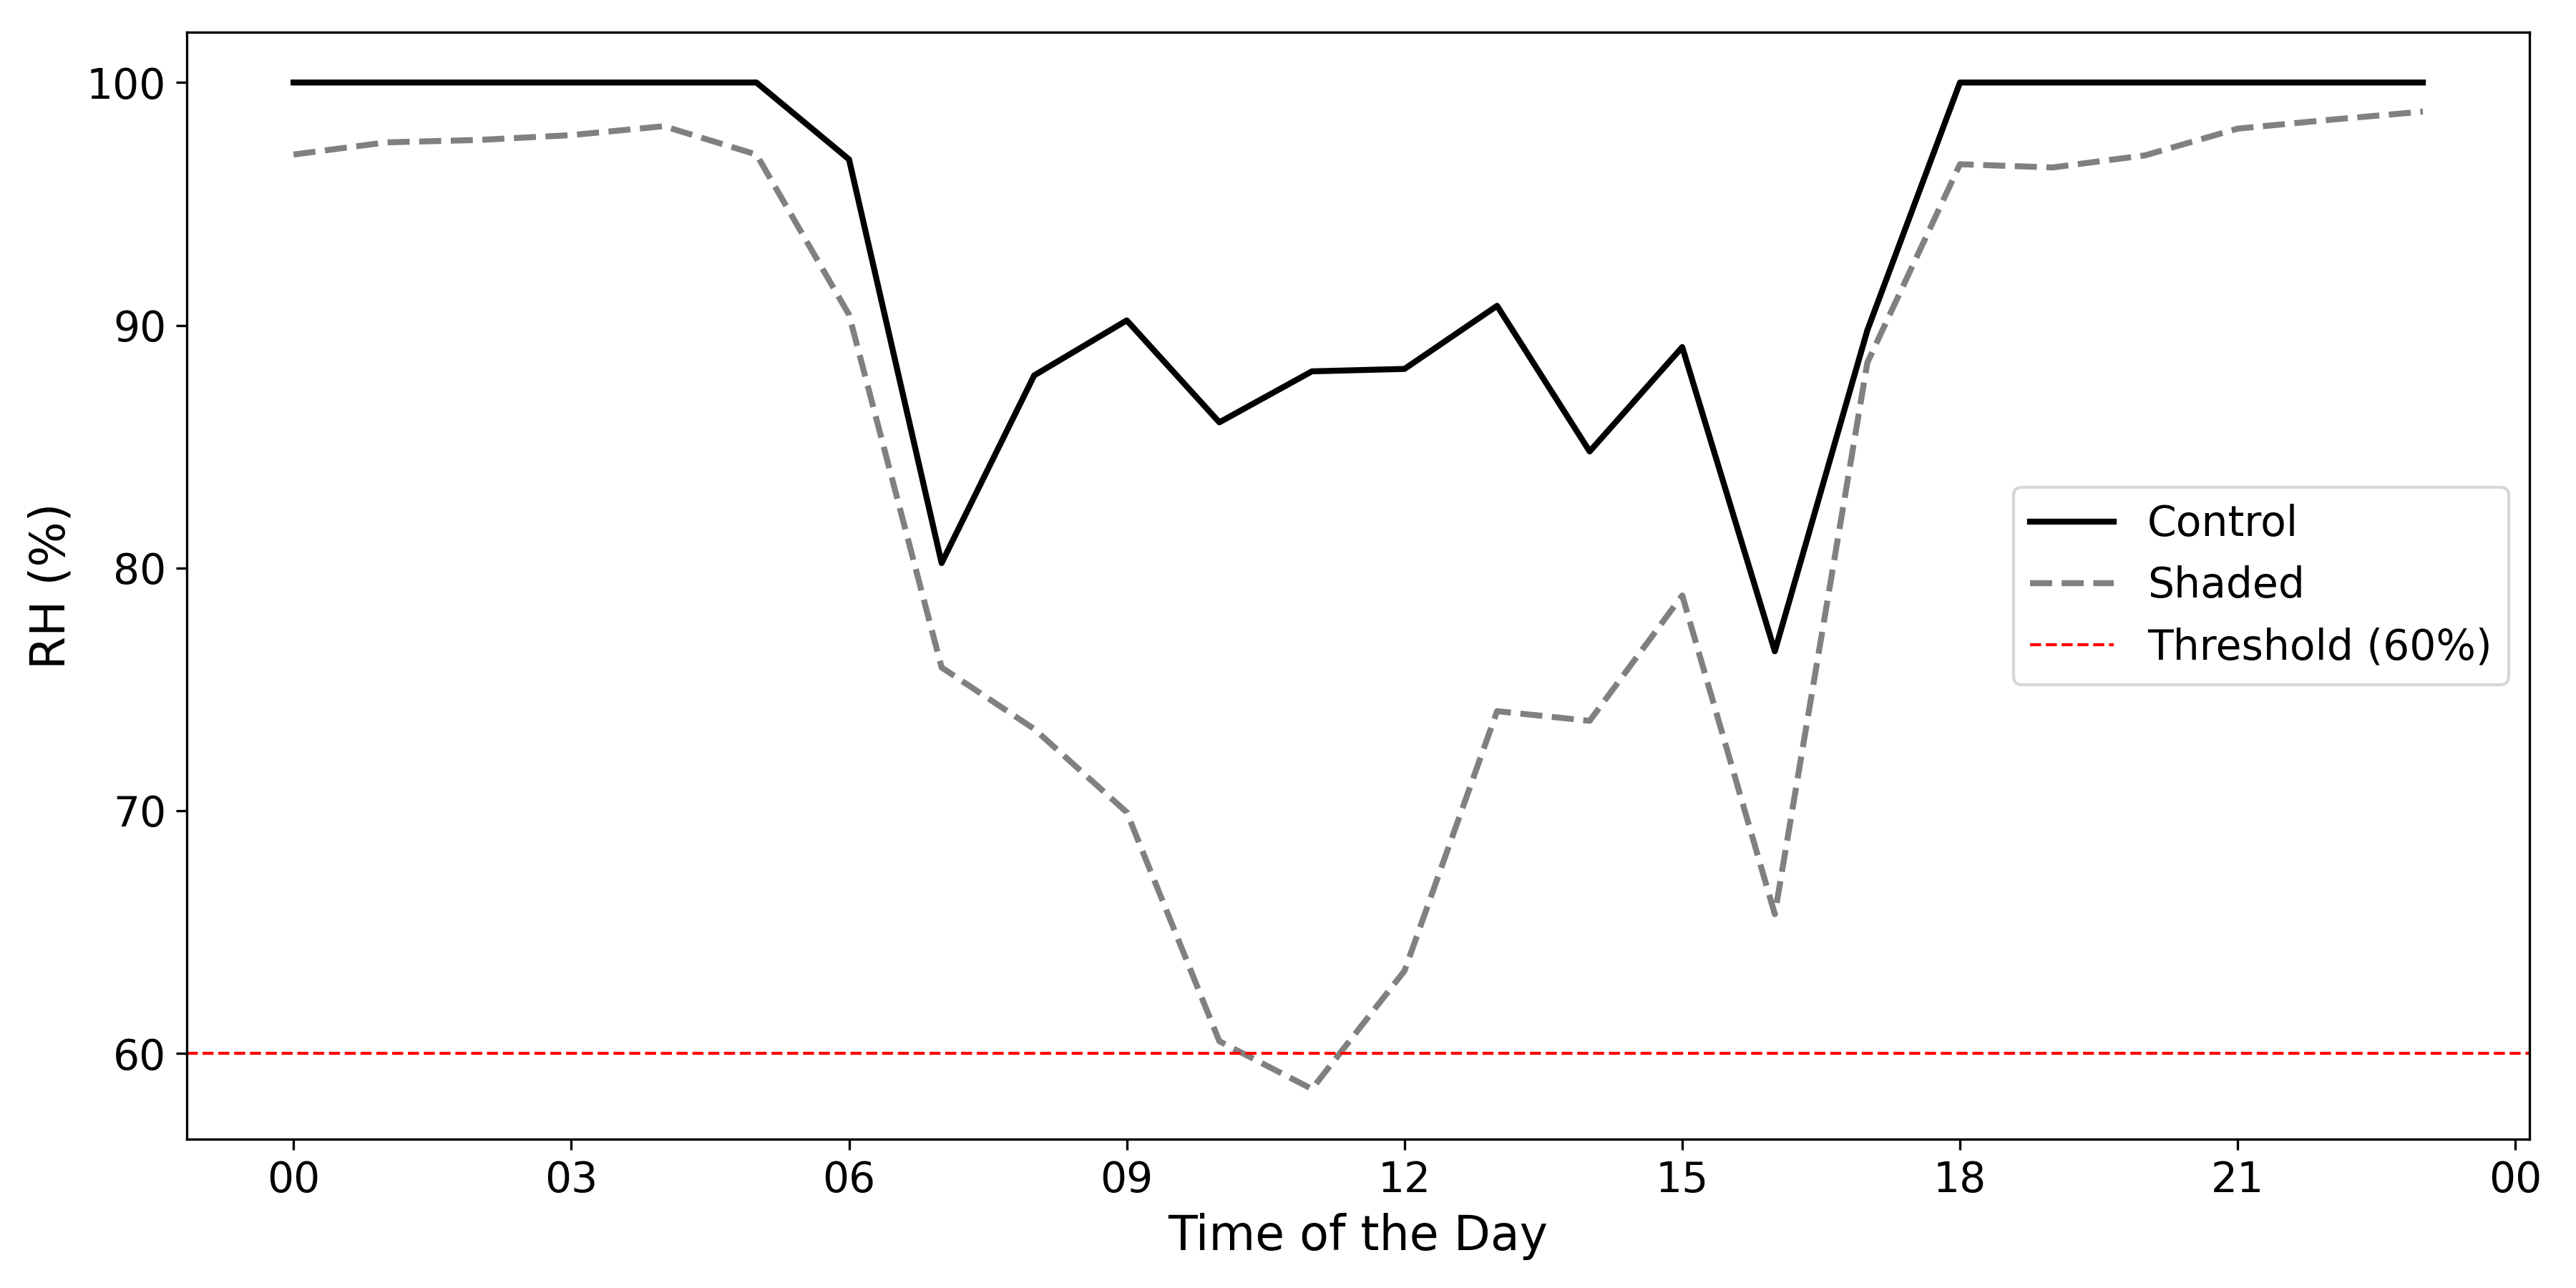 100
90
80
70
60
RH (%)
Control
Shaded
Threshold (60%)
00 03 06 09 12 15 18 21 00
Time of the Day